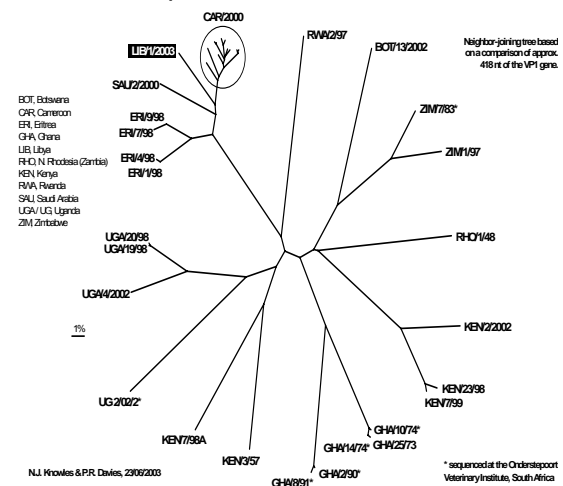 CAR/2000
LIB/1/2003
RWA/2/97
BOT/13/2002
Neighbor-joining tree based
on a comparison of approx.
418 nt of the VP1 gene.
SAU/2/2000
ZIM/7/83*
BOT, Botswana
CAR, Cameroon
ERI, Eritrea
GHA, Ghana
LIB, Libya
RHO, N. Rhodesia (Zambia)
KEN, Kenya
RWA, Rwanda
SAU, Saudi Arabia
UGA / UG, Uganda
ZIM, Zimbabwe
ERI/9/98
ERI/7/98
ERI/4/98
ERI/1/98
ZIM/1/97
UGA/20/98
UGA/19/98
RHO/1/48
UGA/4/2002
1%
KEN/2/2002
UG2/02/2*
KEN/23/98
KEN/7/99
KEN/7/98A
GHA/10/74*
GHA/14/74*
GHA/25/73
KEN/3/57
GHA/2/90*
GHA/8/91*
N.J. Knowles & P.R. Davies, 23/06/2003
* sequenced at the Onderstepoort
Veterinary Institute, South Africa